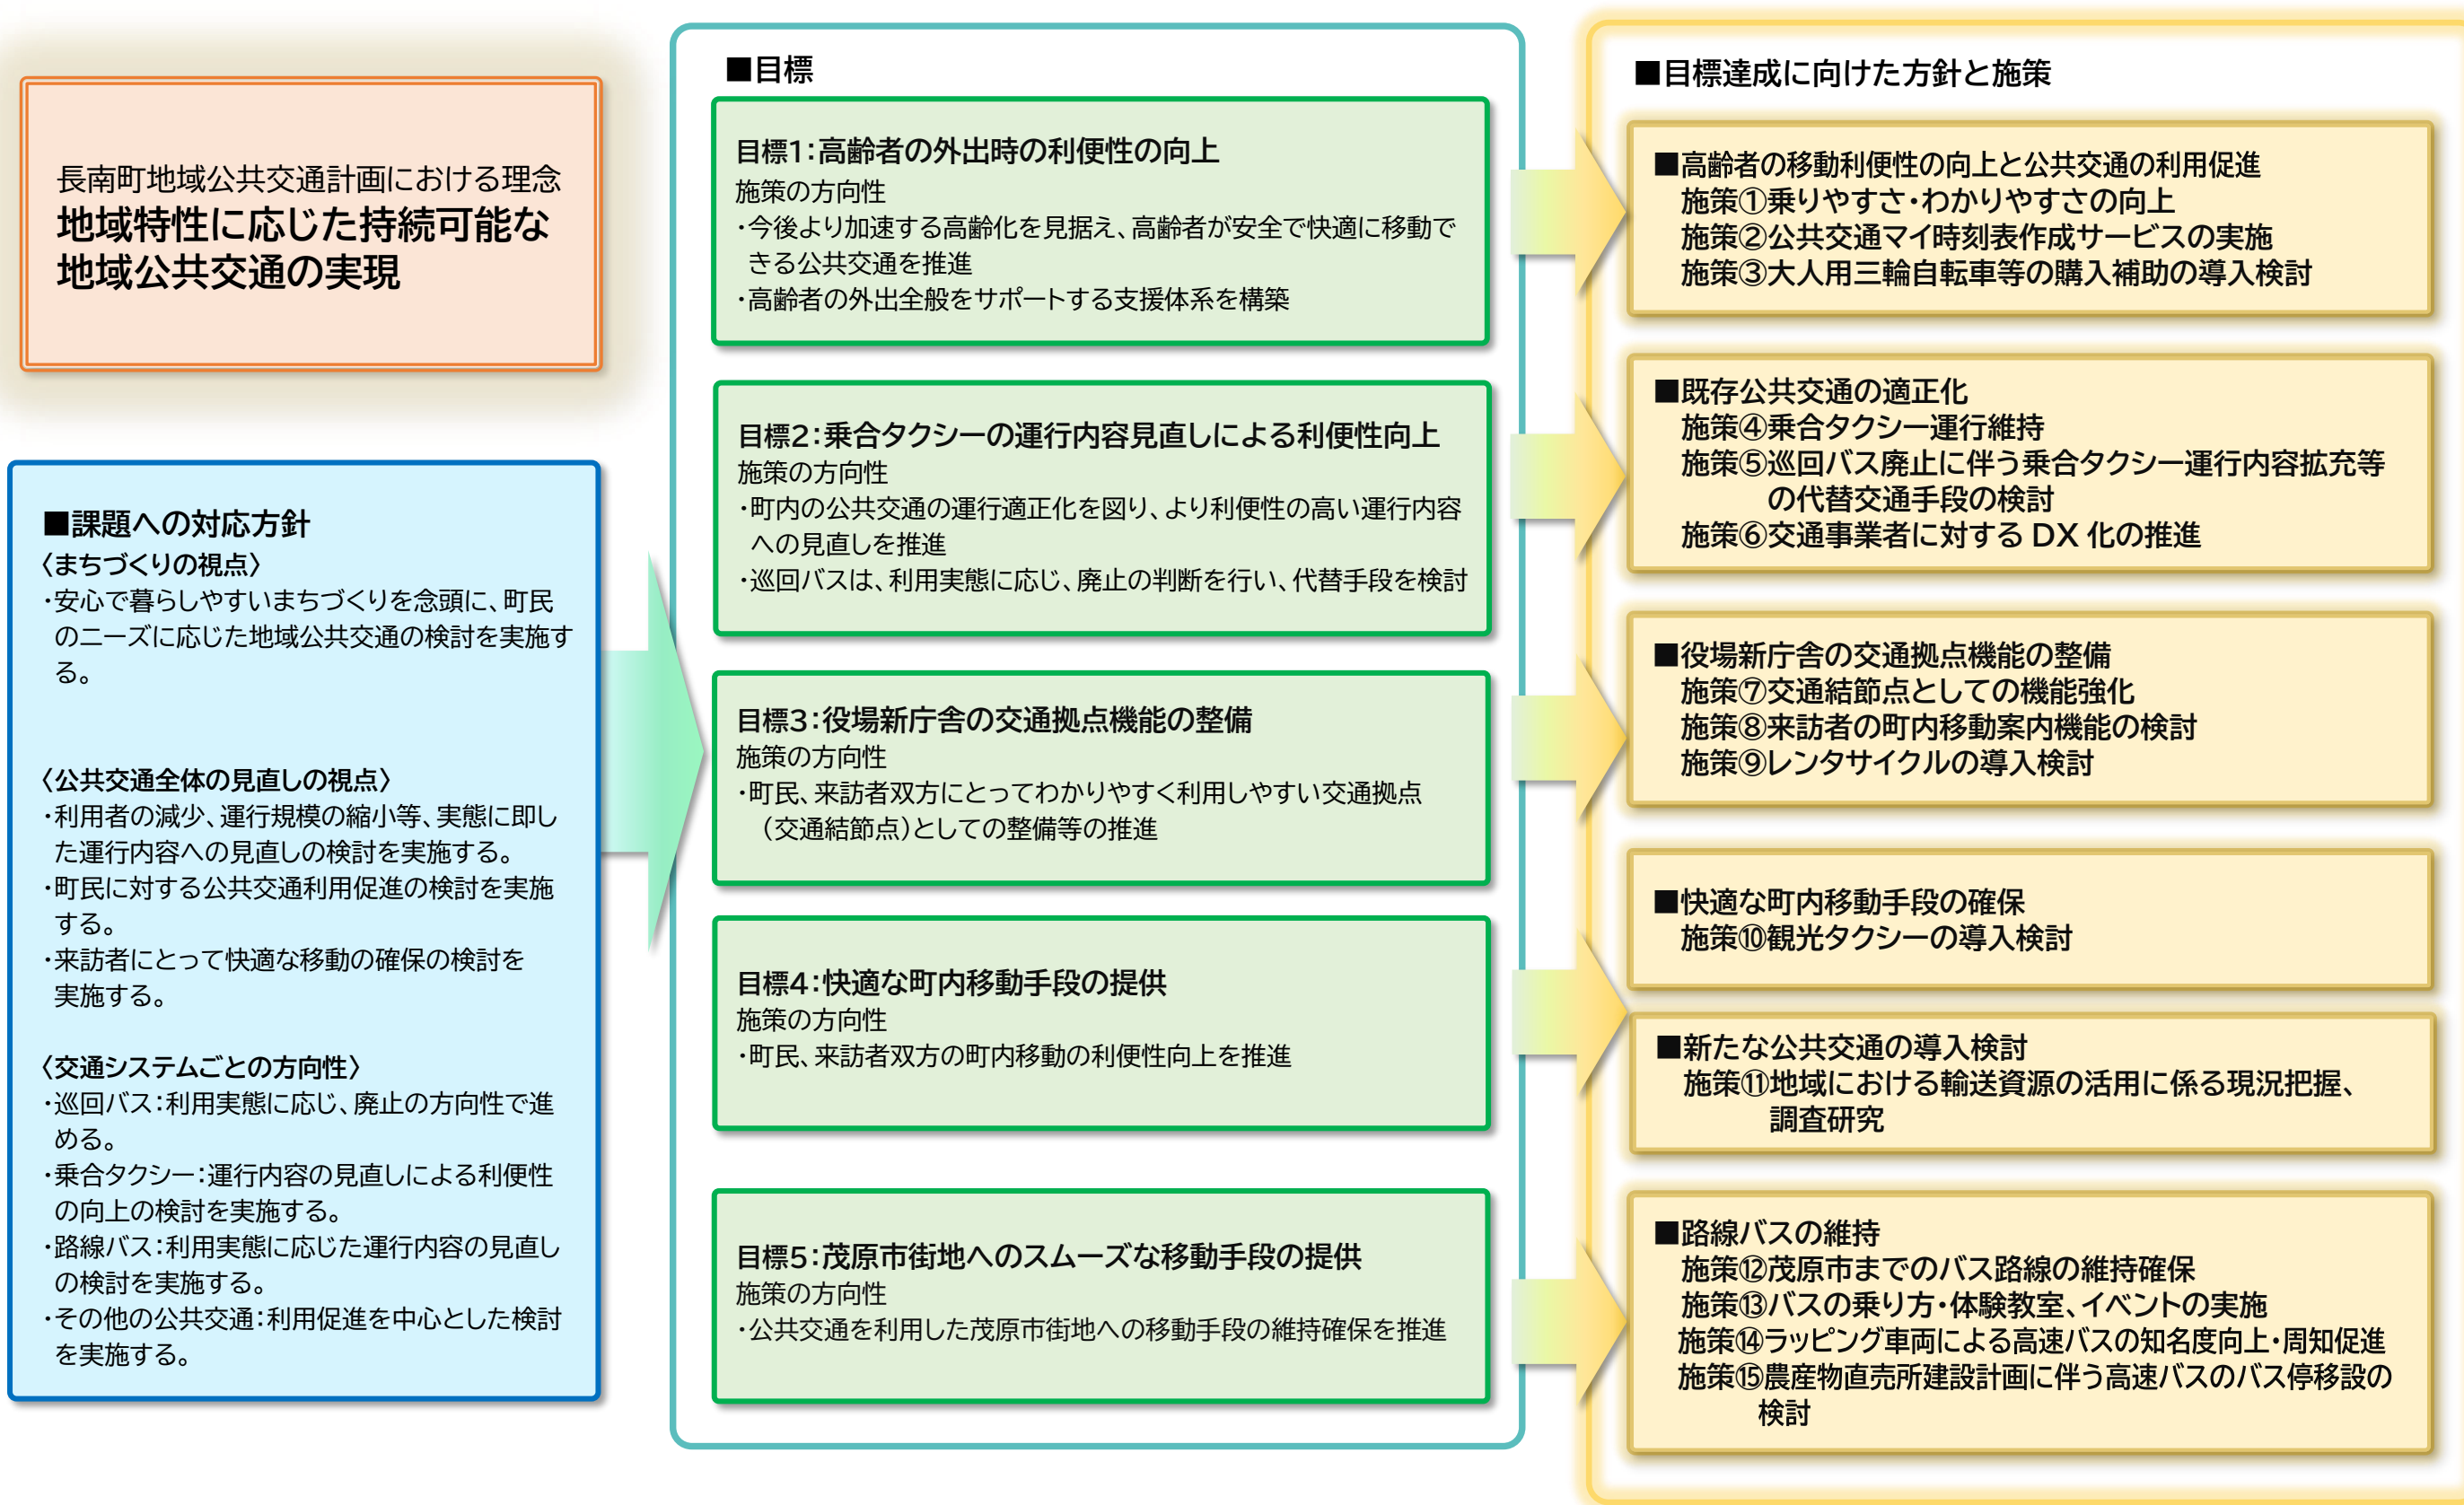 長南町地域公共交通計画における理念
地域特性に応じた持続可能な
地域公共交通の実現
■課題への対応方針
〈まちづくりの視点〉
・安心で暮らしやすいまちづくりを念頭に、町民
のニーズに応じた地域公共交通の検討を実施す
る。
〈公共交通全体の見直しの視点〉
・利用者の減少、運行規模の縮小等、実態に即し
た運行内容への見直しの検討を実施する。
・町民に対する公共交通利用促進の検討を実施
する。
・来訪者にとって快適な移動の確保の検討を
実施する。
〈交通システムごとの方向性〉
・巡回バス：利用実態に応じ、廃止の方向性で進
める。
・乗合タクシー：運行内容の見直しによる利便性
の向上の検討を実施する。
・路線バス：利用実態に応じた運行内容の見直し
の検討を実施する。
・その他の公共交通：利用促進を中心とした検討
を実施する。
■目標
目標1：高齢者の外出時の利便性の向上
施策の方向性
・今後より加速する高齢化を見据え、高齢者が安全で快適に移動で
きる公共交通を推進
・高齢者の外出全般をサポートする支援体系を構築
目標2：乗合タクシーの運行内容見直しによる利便性向上
施策の方向性
・町内の公共交通の運行適正化を図り、より利便性の高い運行内容
への見直しを推進
・巡回バスは、利用実態に応じ、廃止の判断を行い、代替手段を検討
目標3：役場新庁舎の交通拠点機能の整備
施策の方向性
・町民、来訪者双方にとってわかりやすく利用しやすい交通拠点
（交通結節点）としての整備等の推進
目標4：快適な町内移動手段の提供
施策の方向性
・町民、来訪者双方の町内移動の利便性向上を推進
目標5：茂原市街地へのスムーズな移動手段の提供
施策の方向性
・公共交通を利用した茂原市街地への移動手段の維持確保を推進
■目標達成に向けた方針と施策
■高齢者の移動利便性の向上と公共交通の利用促進
施策①乗りやすさ・わかりやすさの向上
施策②公共交通マイ時刻表作成サービスの実施
施策③大人用三輪自転車等の購入補助の導入検討
■既存公共交通の適正化
施策④乗合タクシー運行維持
施策⑤巡回バス廃止に伴う乗合タクシー運行内容拡充等
の代替交通手段の検討
施策⑥交通事業者に対する DX 化の推進
■役場新庁舎の交通拠点機能の整備
施策⑦交通結節点としての機能強化
施策⑧来訪者の町内移動案内機能の検討
施策⑨レンタサイクルの導入検討
■快適な町内移動手段の確保
施策⑩観光タクシーの導入検討
■新たな公共交通の導入検討
施策⑪地域における輸送資源の活用に係る現況把握、
調査研究
■路線バスの維持
施策⑫茂原市までのバス路線の維持確保
施策⑬バスの乗り方・体験教室、イベントの実施
施策⑭ラッピング車両による高速バスの知名度向上・周知促進
施策⑮農産物直売所建設計画に伴う高速バスのバス停移設の
検討